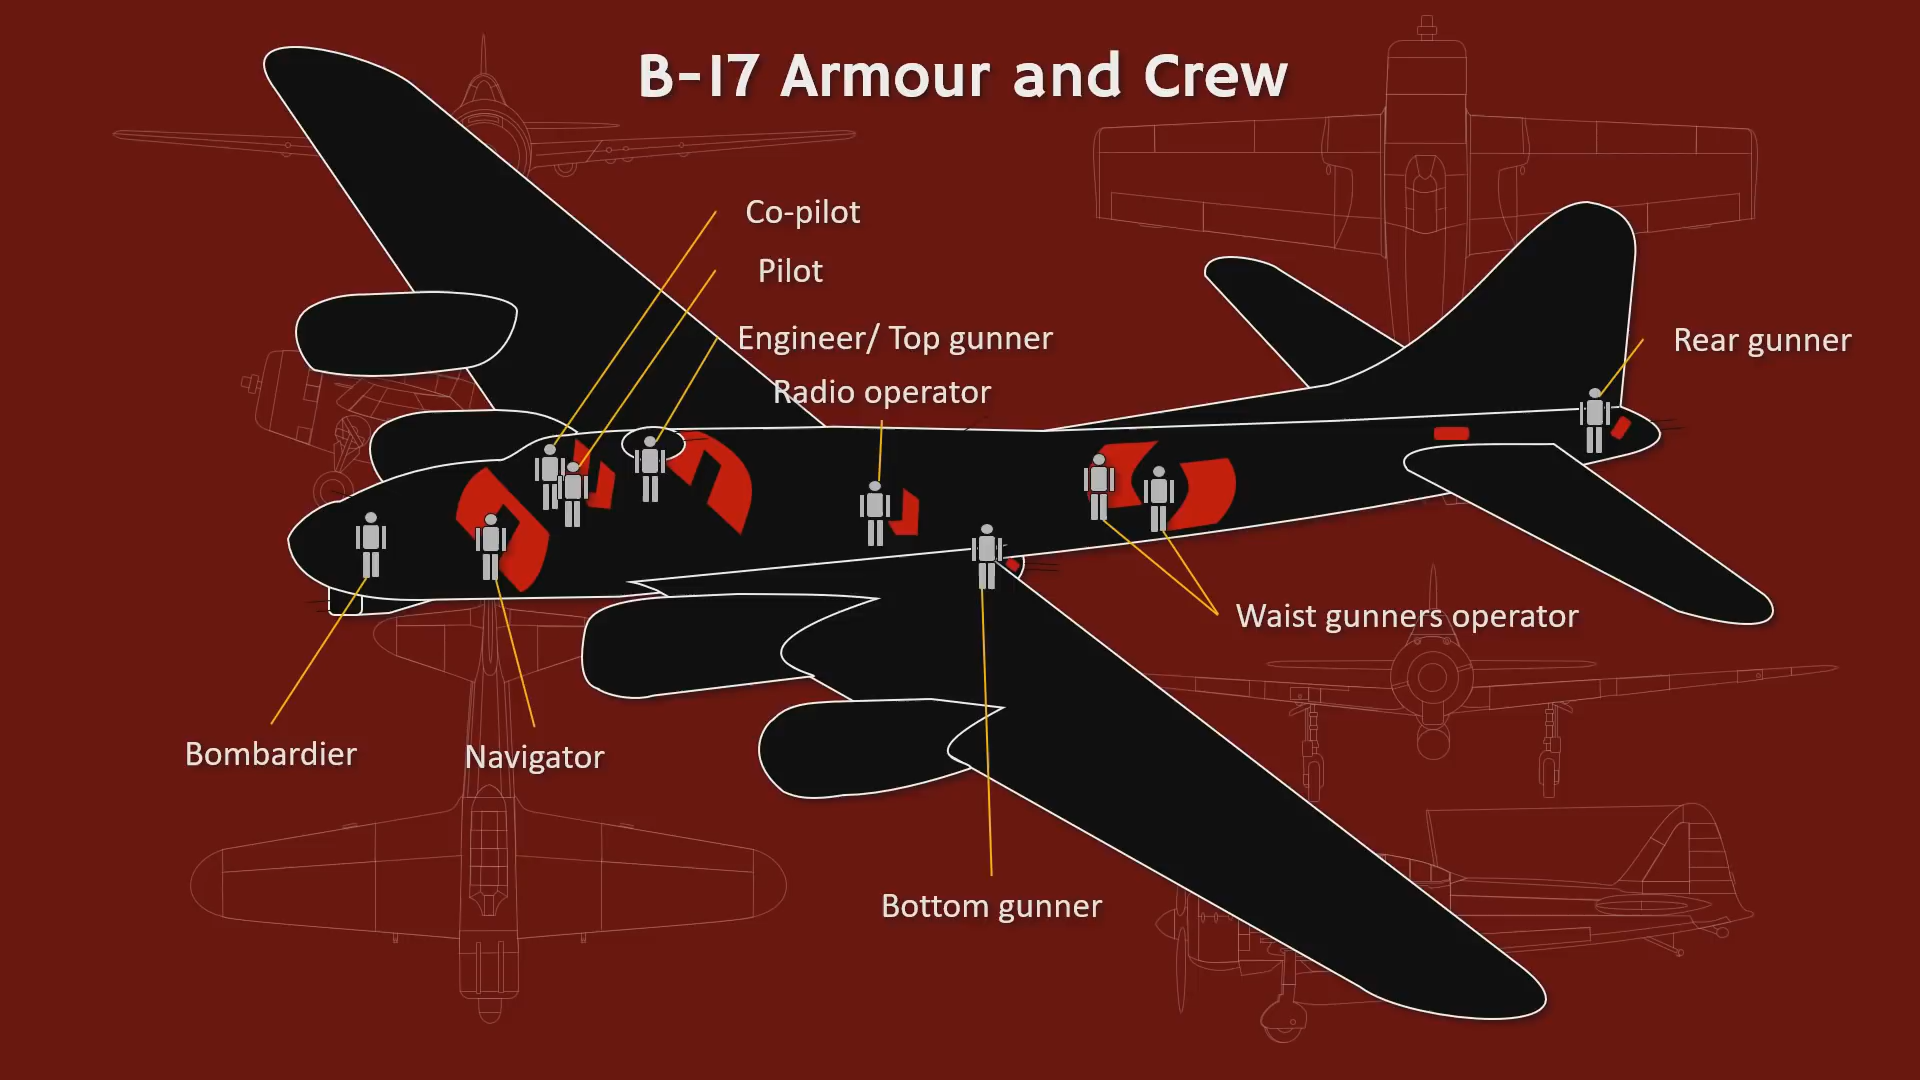 B-17 Armour and Crew
Co-pilot
Pilot
Engineer/ Top gunner
Rear gunner
Radio operator
Waist gunners operator
Bombardier
Navigator
Bottom gunner